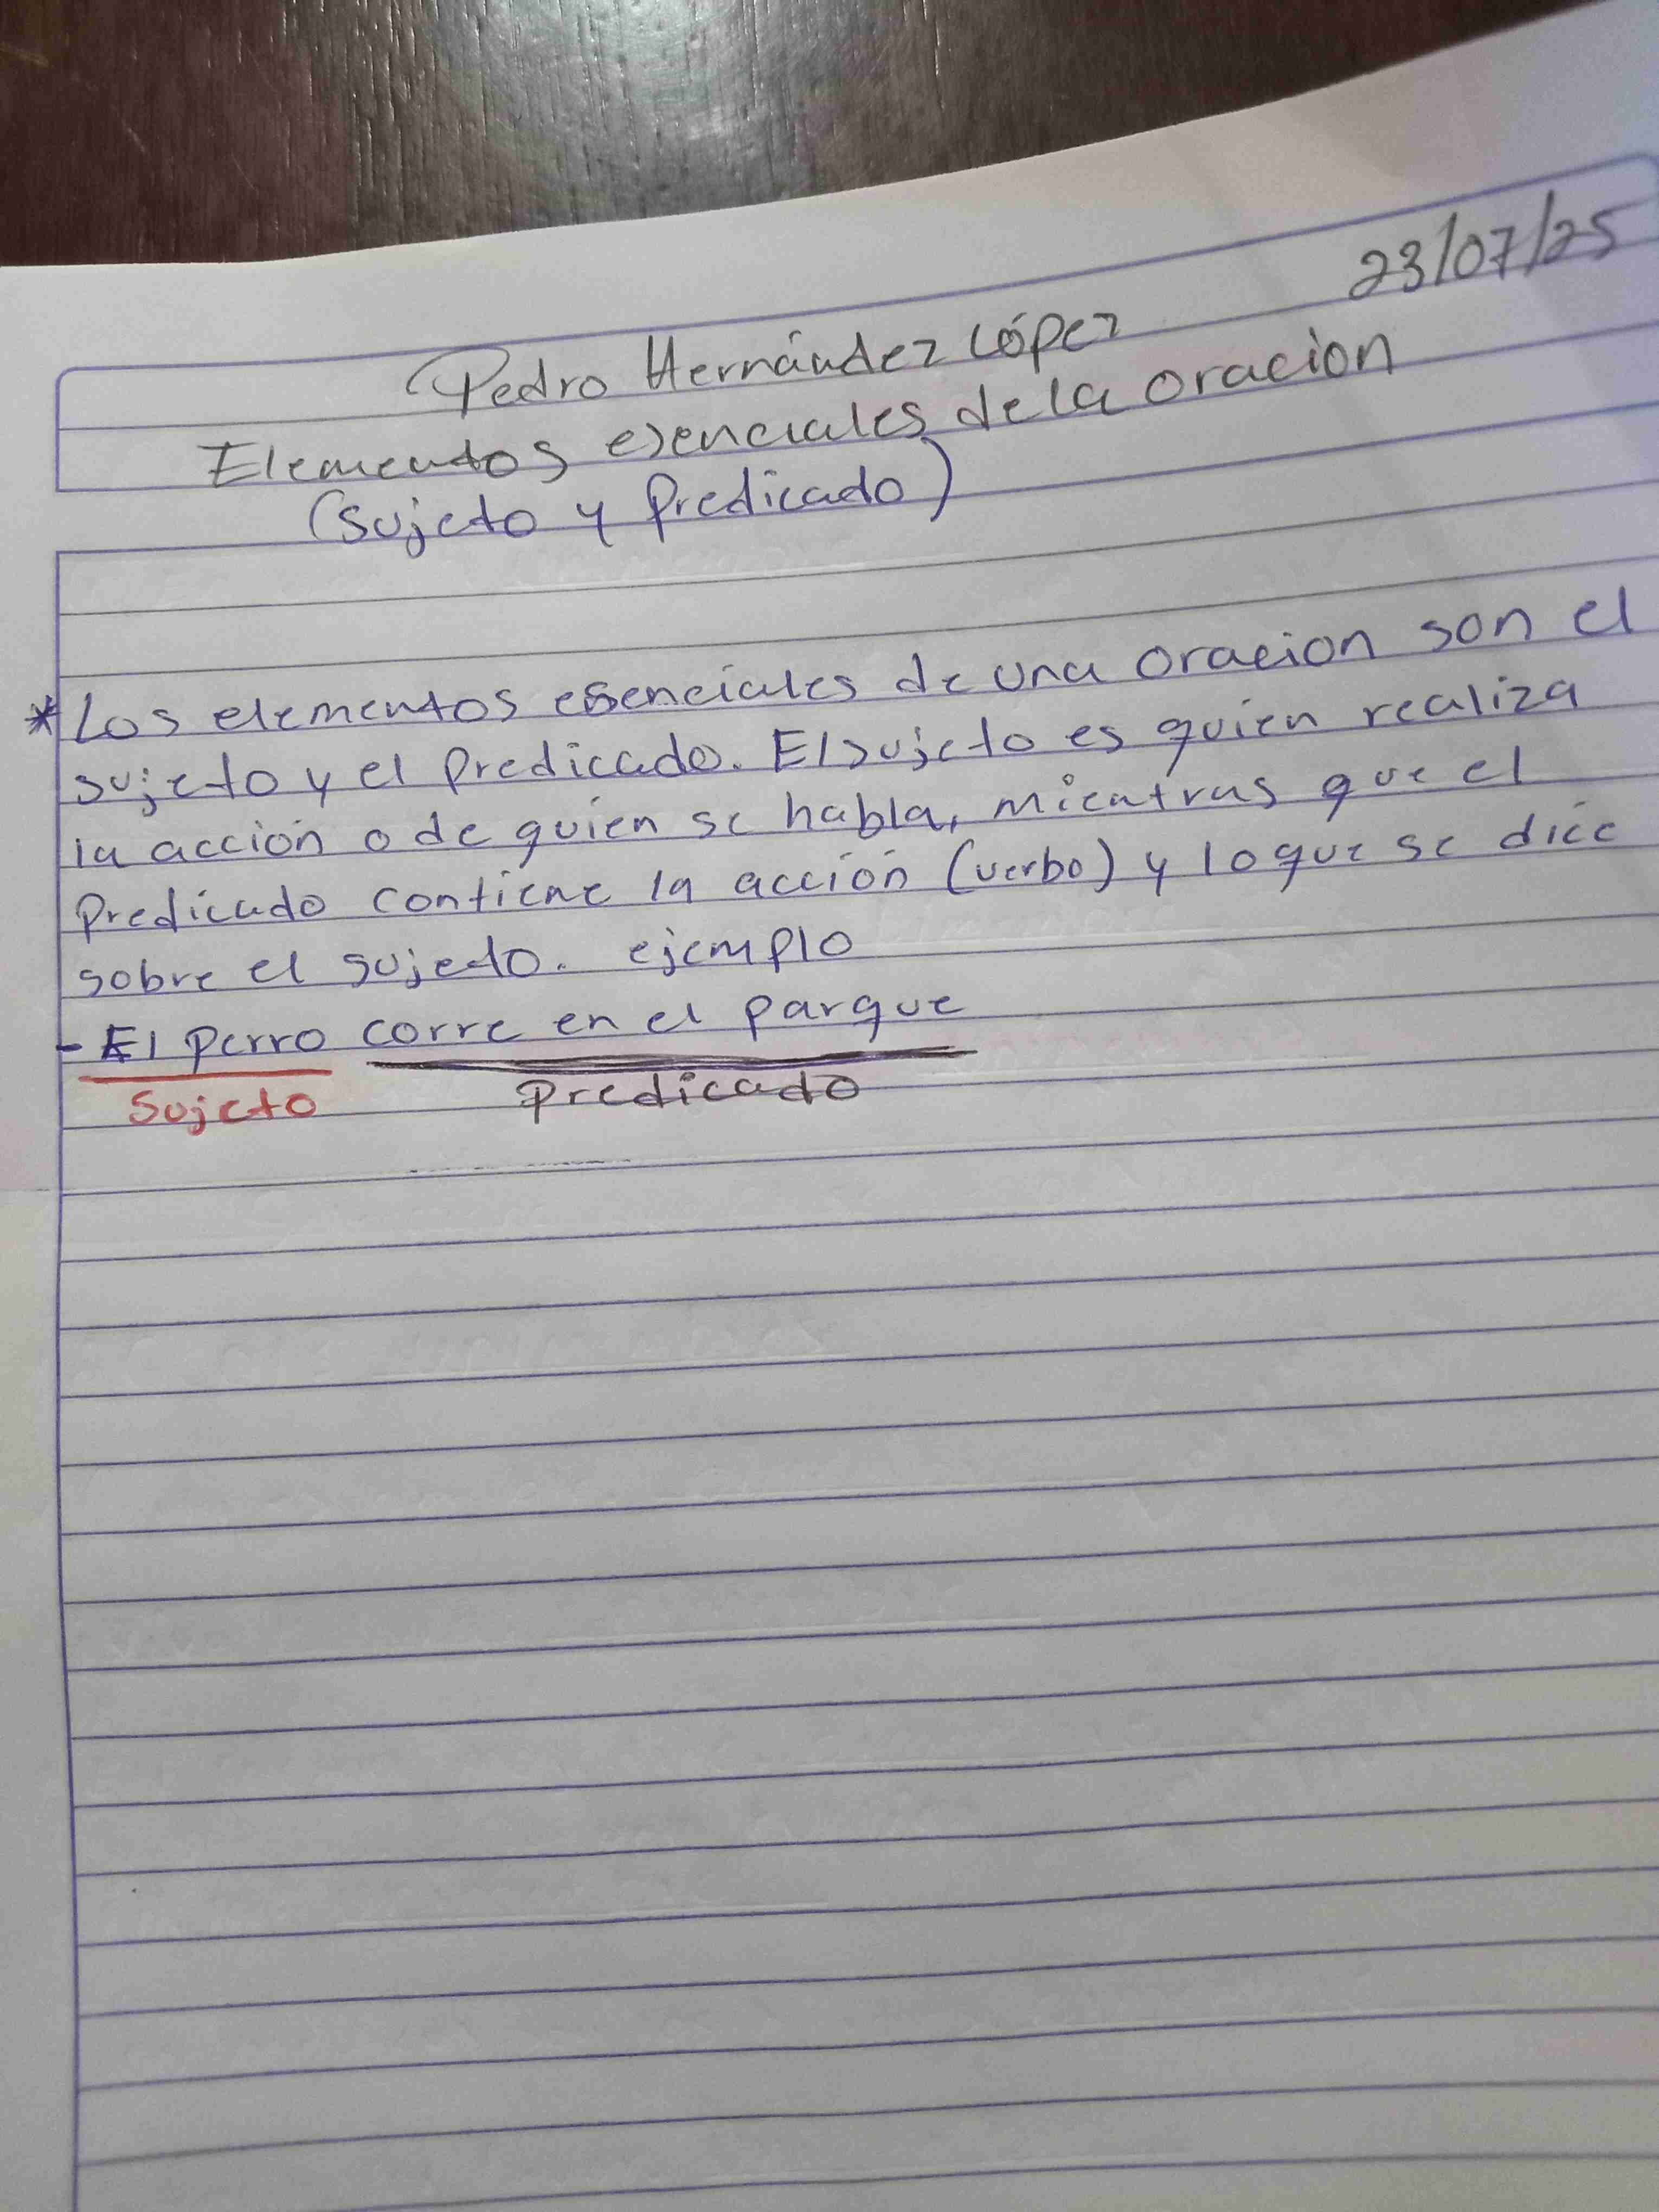 23/07/25
Pedro Hernández López
Elementos esenciales de la oracion
(sujeto y Predicado)
*Los elementos esenciales de una oracion son el
sujeto y el Predicado. El sujeto es quien realiza
la acción o de quien se habla, mientras que el
Predicado contiene la acción (verbo) y lo que se dice
sobre el sujeto. ejemplo
- El perro corre en el parque
Sujeto Predicado